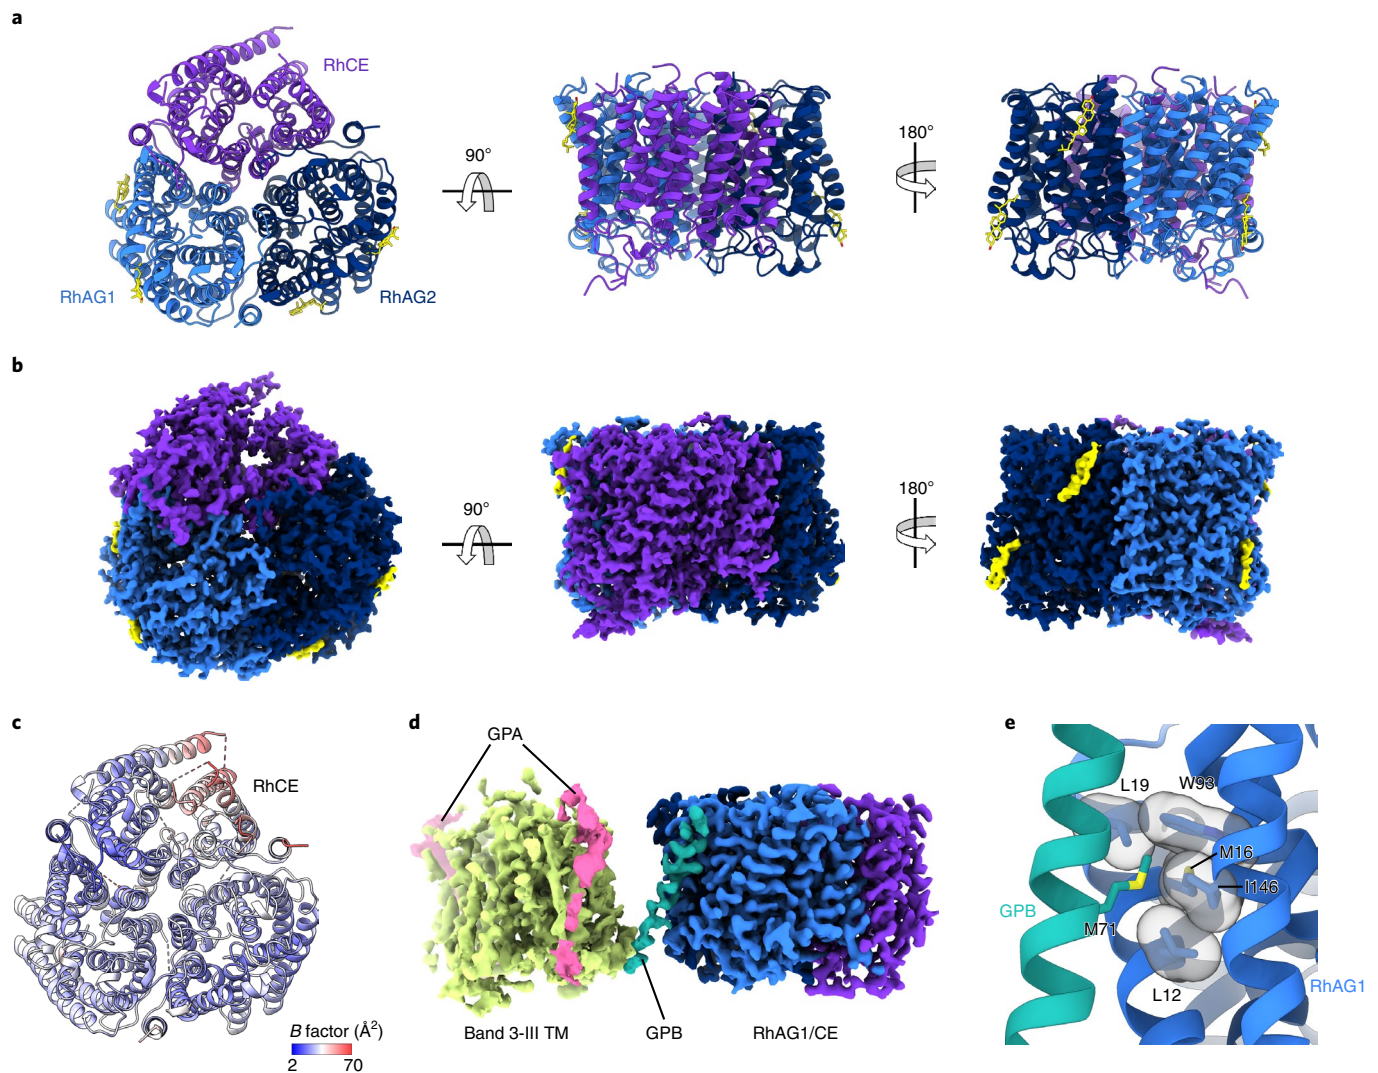 a
RhCE
RhAG1
RhAG2
90°
180°
b
90°
180°
c
RhCE
B factor (Å²)
2
70
d
GPA
Band 3-III TM
GPB
RhAG1/CE
e
L19
W93
M16
I146
GPB
M71
L12
RhAG1